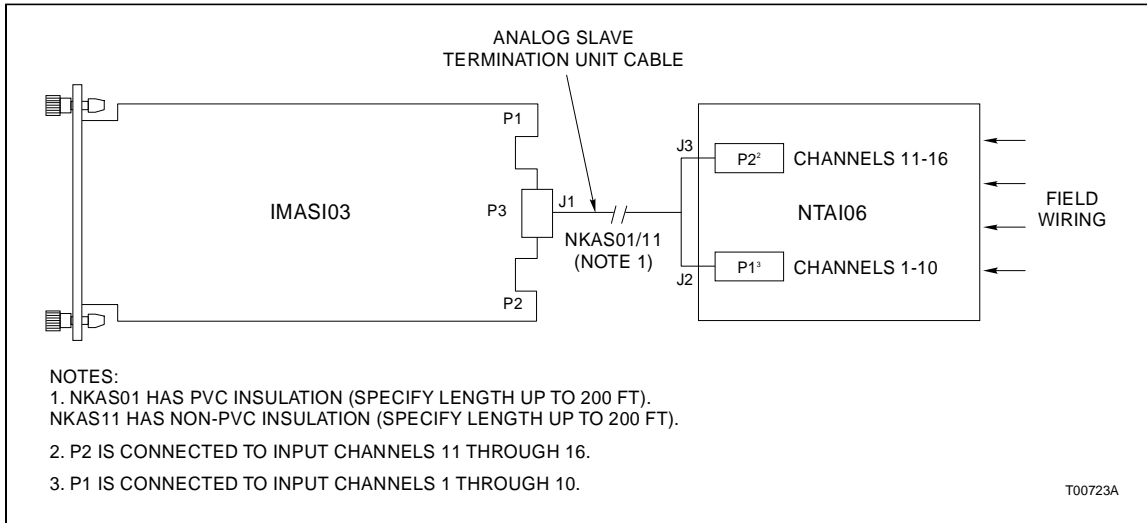 ANALOG SLAVE
TERMINATION UNIT CABLE
P1
IMASI03
P3
J1
P2
NKAS01/11
(NOTE 1)
J3
P2²
CHANNELS 11-16
NTAI06
J2
P1³
CHANNELS 1-10
FIELD
WIRING
NOTES:
1. NKAS01 HAS PVC INSULATION (SPECIFY LENGTH UP TO 200 FT).
NKAS11 HAS NON-PVC INSULATION (SPECIFY LENGTH UP TO 200 FT).
2. P2 IS CONNECTED TO INPUT CHANNELS 11 THROUGH 16.
3. P1 IS CONNECTED TO INPUT CHANNELS 1 THROUGH 10.
T00723A